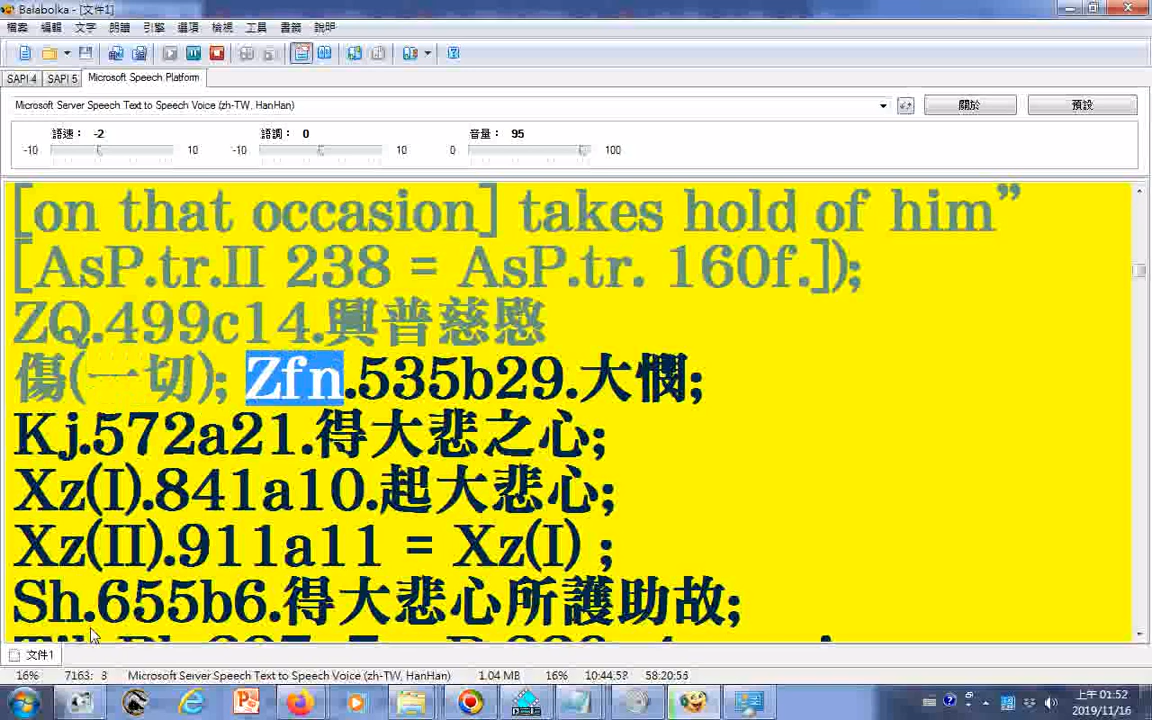 Balabolka - [文件1]
檔案 編輯 文字 朗讀 引擎 選項 檢視 工具 書籤 說明
SAPI 4 SAPI 5 Microsoft Speech Platform
Microsoft Server Speech Text to Speech Voice (zh-TW, HanHan) 關於 預設
語速： -2 語調： 0 音量： 95
-10 10 -10 10 0 100
[on that occasion] takes hold of him”
[AsP.tr.II 238 = AsP.tr. 160f.]);
ZQ.499c14.興普慈愍
傷(一切); Zfn.535b29.大憫;
Kj.572a21.得大悲之心;
Xz(I).841a10.起大悲心;
Xz(II).911a11 = Xz(I) ;
Sh.655b6.得大悲心所護助故;
文件1
16% 7163: 3 Microsoft Server Speech Text to Speech Voice (zh-TW, HanHan) 1.04 MB 16% 10:44:53 58:20:55
上午 01:52
2019/11/16